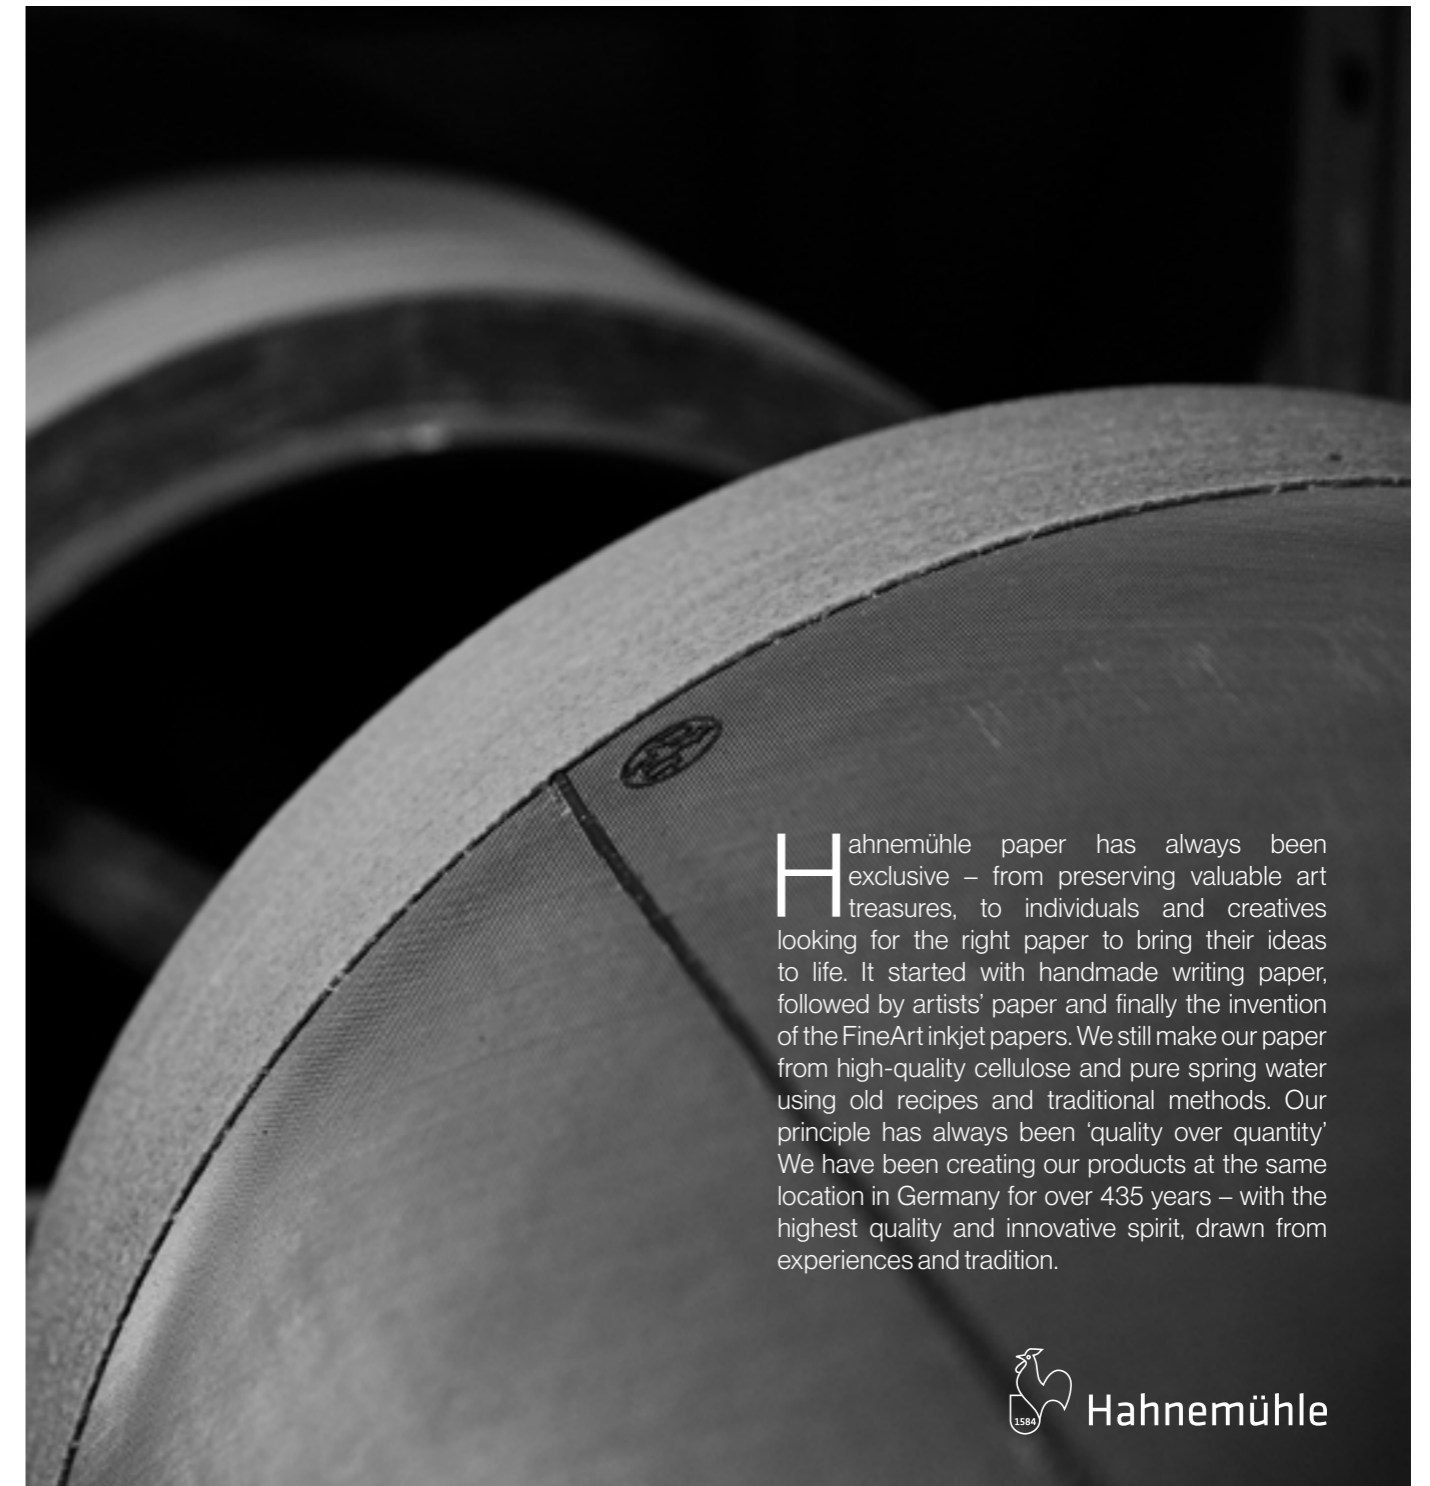 Hahnemühle paper has always been
exclusive – from preserving valuable art
treasures, to individuals and creatives
looking for the right paper to bring their ideas
to life. It started with handmade writing paper,
followed by artists’ paper and finally the invention
of the FineArt inkjet papers. We still make our paper
from high-quality cellulose and pure spring water
using old recipes and traditional methods. Our
principle has always been ‘quality over quantity’
We have been creating our products at the same
location in Germany for over 435 years – with the
highest quality and innovative spirit, drawn from
experiences and tradition.
1584
Hahnemühle